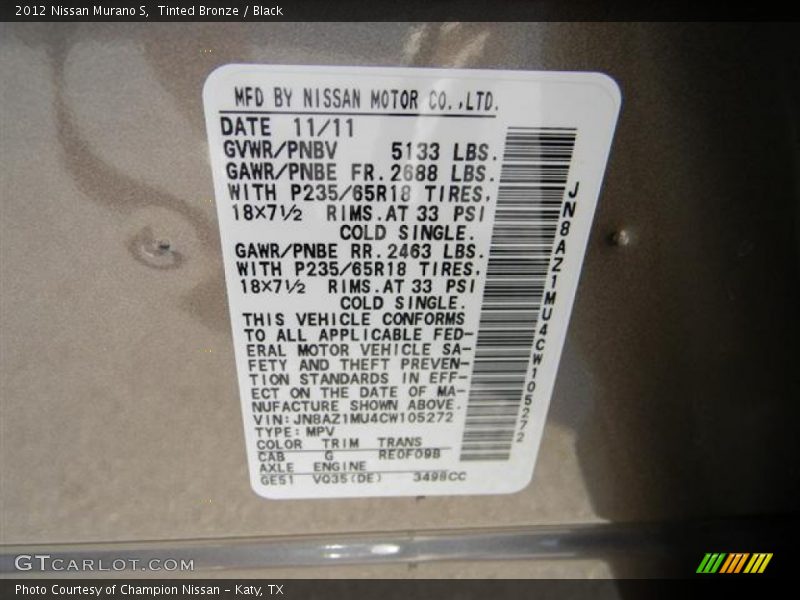 2012 Nissan Murano S,  Tinted Bronze / Black
MFD BY NISSAN MOTOR CO.,LTD.
DATE 11/11
GVWR/PNBV 5133 LBS.
GAWR/PNBE FR. 2688 LBS.
WITH P235/65R18 TIRES,
18X7½ RIMS.AT 33 PSI
COLD SINGLE.
GAWR/PNBE RR. 2463 LBS.
WITH P235/65R18 TIRES,
18X7½ RIMS.AT 33 PSI
COLD SINGLE.
THIS VEHICLE CONFORMS
TO ALL APPLICABLE FED-
ERAL MOTOR VEHICLE SA-
FETY AND THEFT PREVEN-
TION STANDARDS IN EFF-
ECT ON THE DATE OF MA-
NUFACTURE SHOWN ABOVE.
VIN:JN8AZ1MU4CW105272
TYPE:MPV
COLOR TRIM TRANS
CAB G RE0F09B
AXLE ENGINE
GE51 VQ35(DE) 3498CC
JN8AZ1MU4CW105272
GTCARLOT.COM
Photo Courtesy of Champion Nissan - Katy, TX